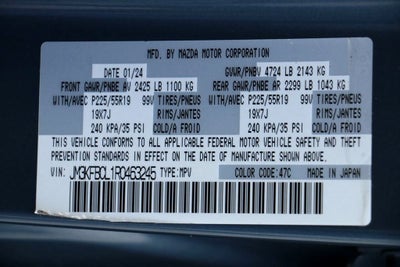 MFD. BY MAZDA MOTOR CORPORATION
DATE 01/24 GVWR/PNBV 4724 LB 2143 KG
FRONT GAWR/PNBE AV 2425 LB 1100 KG REAR GAWR/PNBE AR 2299 LB 1043 KG
WITH/AVEC P225/55R19 99V TIRES/PNEUS WITH/AVEC P225/55R19 99V TIRES/PNEUS
19X7J RIMS/JANTES 19X7J RIMS/JANTES
240 KPA/35 PSI COLD/A FROID 240 KPA/35 PSI COLD/A FROID
THIS VEHICLE CONFORMS TO ALL APPLICABLE FEDERAL MOTOR VEHICLE SAFETY AND THEFT
PREVENTION STANDARDS IN EFFECT ON THE DATE OF MANUFACTURE SHOWN ABOVE.
VIN: JM3KFBCL1R0453245 TYPE:MPV COLOR CODE:47C MADE IN JAPAN